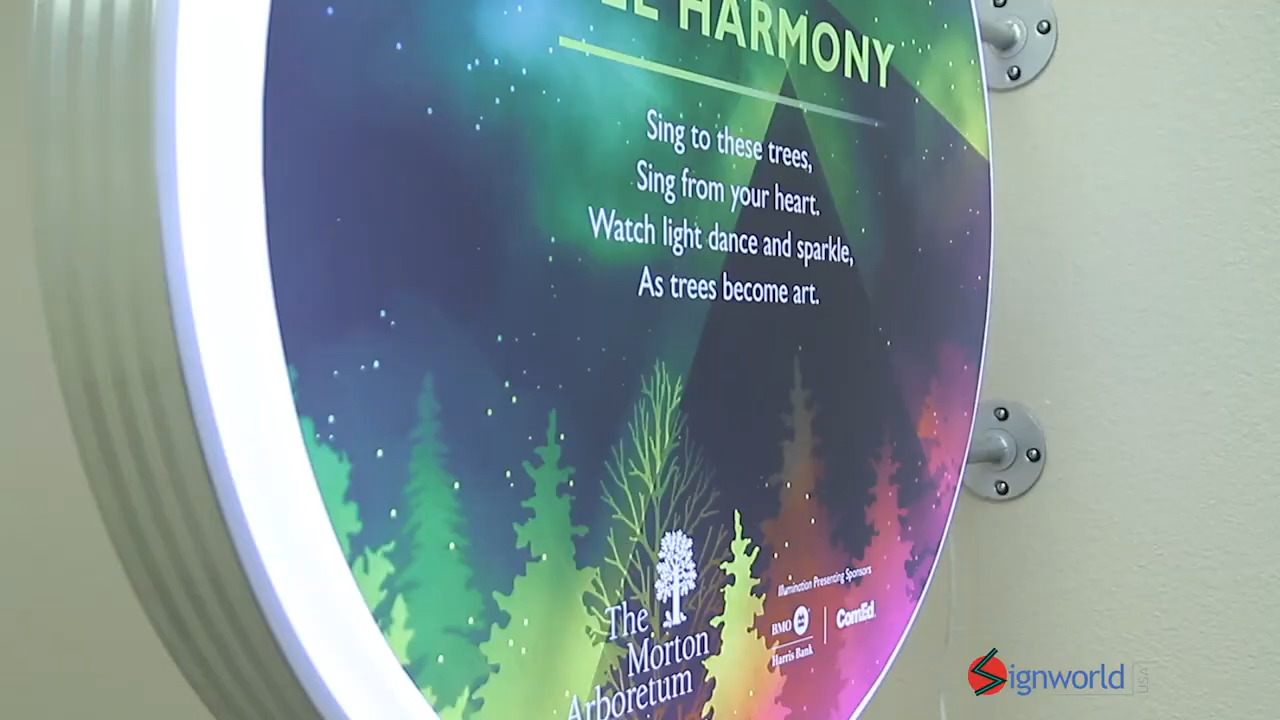 HARMONY
Sing to these trees,
Sing from your heart.
Watch light dance and sparkle,
As trees become art.
The
Morton
Arboretum
Illumination Presenting Sponsors
BMO
Harris Bank
ComEd
Signworld
USA